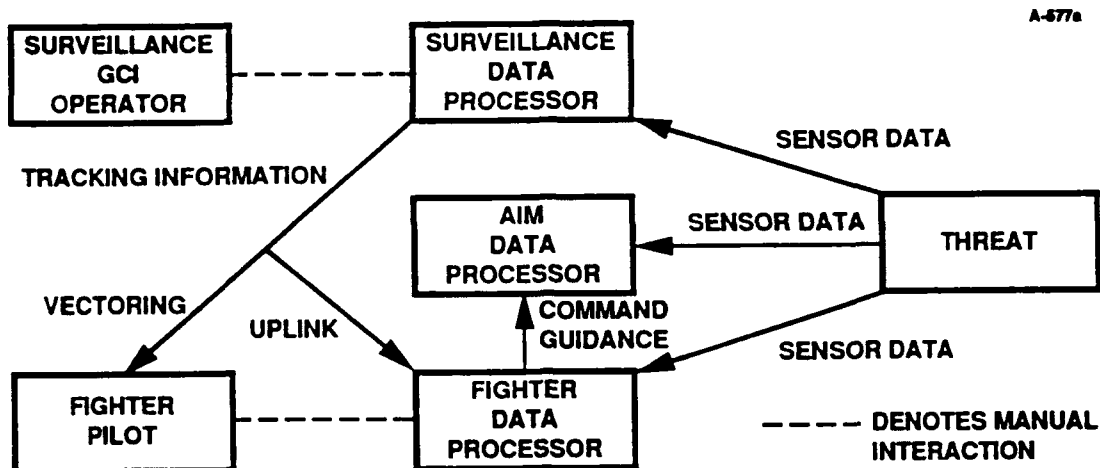 A-577a
SURVEILLANCE
GCI
OPERATOR
SURVEILLANCE
DATA
PROCESSOR
SENSOR DATA
TRACKING INFORMATION
AIM
DATA
PROCESSOR
SENSOR DATA
THREAT
VECTORING
UPLINK
COMMAND
GUIDANCE
SENSOR DATA
FIGHTER
PILOT
FIGHTER
DATA
PROCESSOR
DENOTES MANUAL
INTERACTION